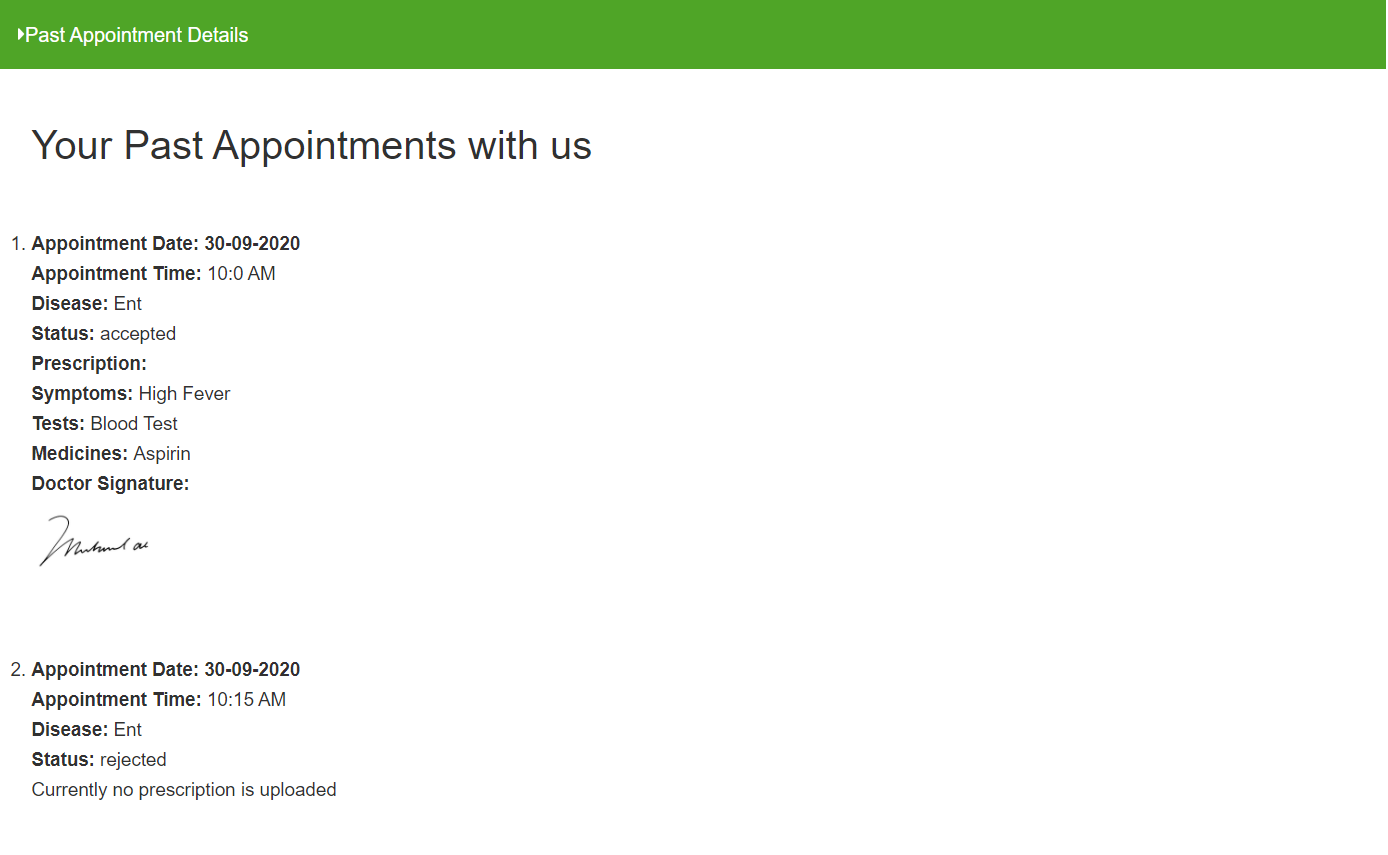 Past Appointment Details
Your Past Appointments with us
1. Appointment Date: 30-09-2020
Appointment Time: 10:0 AM
Disease: Ent
Status: accepted
Prescription:
Symptoms: High Fever
Tests: Blood Test
Medicines: Aspirin
Doctor Signature:
2. Appointment Date: 30-09-2020
Appointment Time: 10:15 AM
Disease: Ent
Status: rejected
Currently no prescription is uploaded